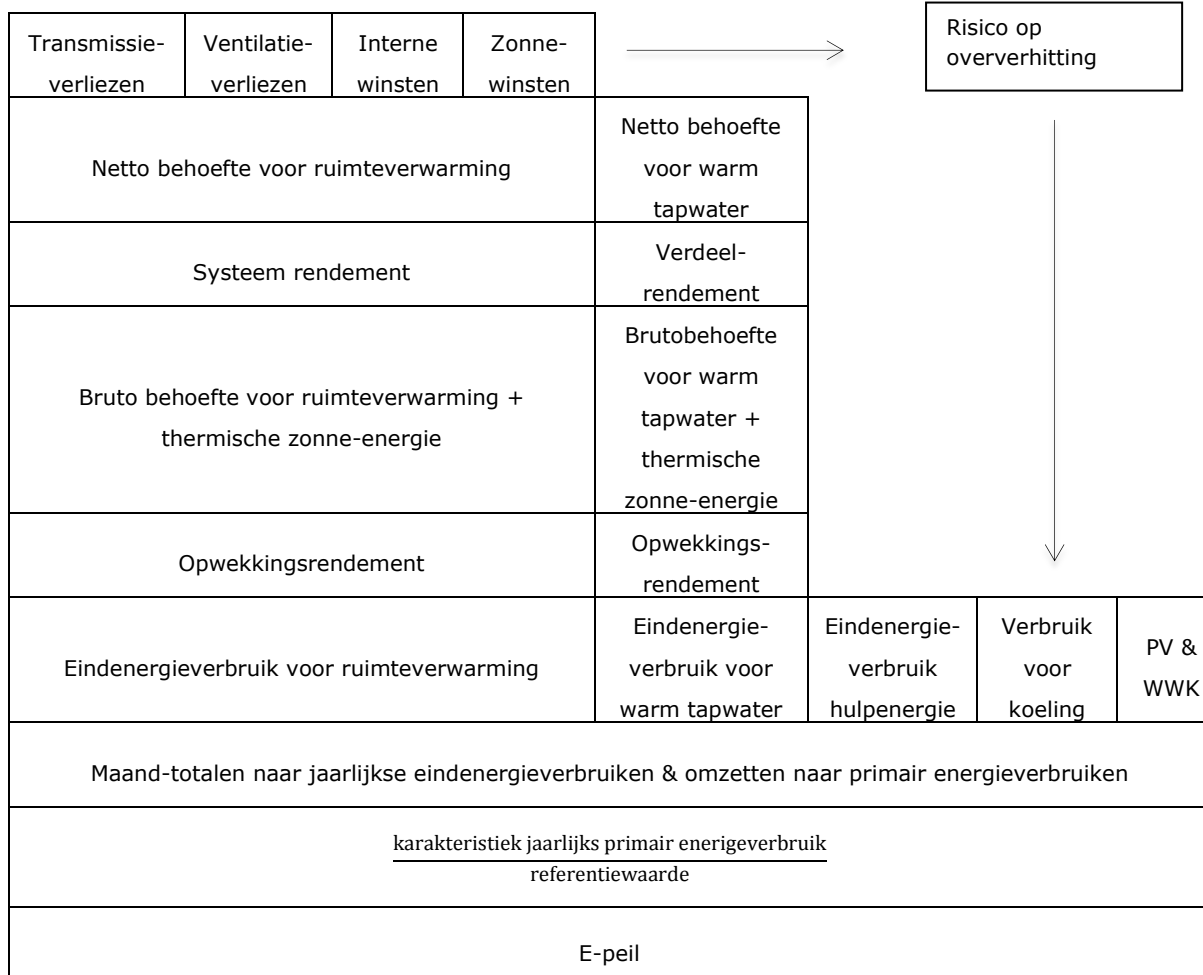 Transmissie-
verliezen
Ventilatie-
verliezen
Interne
winsten
Zonne-
winsten
Risico op
oververhitting
Netto behoefte voor ruimteverwarming
Netto behoefte
voor warm
tapwater
Systeem rendement
Verdeel-
rendement
Bruto behoefte voor ruimteverwarming +
thermische zonne-energie
Brutobehoefte
voor warm
tapwater +
thermische
zonne-energie
Opwekkingsrendement
Opwekkings-
rendement
Eindenergieverbruik voor ruimteverwarming
Eindenergie-
verbruik voor
warm tapwater
Eindenergie-
verbruik
hulpenergie
Verbruik
voor
koeling
PV &
WWK
Maand-totalen naar jaarlijkse eindenergieverbruiken & omzetten naar primair energieverbruiken
karakteristiek jaarlijks primair enerigeverbruik
referentiewaarde
E-peil